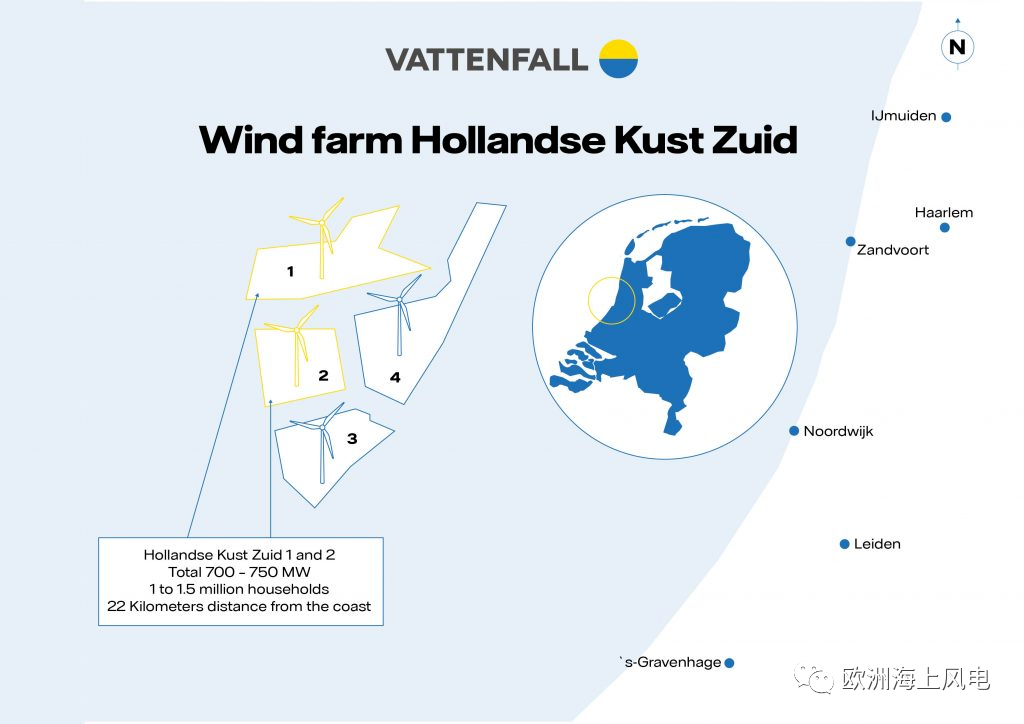 VATTENFALL
N
Wind farm Hollandse Kust Zuid
IJmuiden
Haarlem
Zandvoort
1
2
4
3
Noordwijk
Hollandse Kust Zuid 1 and 2
Total 700 – 750 MW
1 to 1.5 million households
22 Kilometers distance from the coast
Leiden
`s-Gravenhage
欧洲海上风电